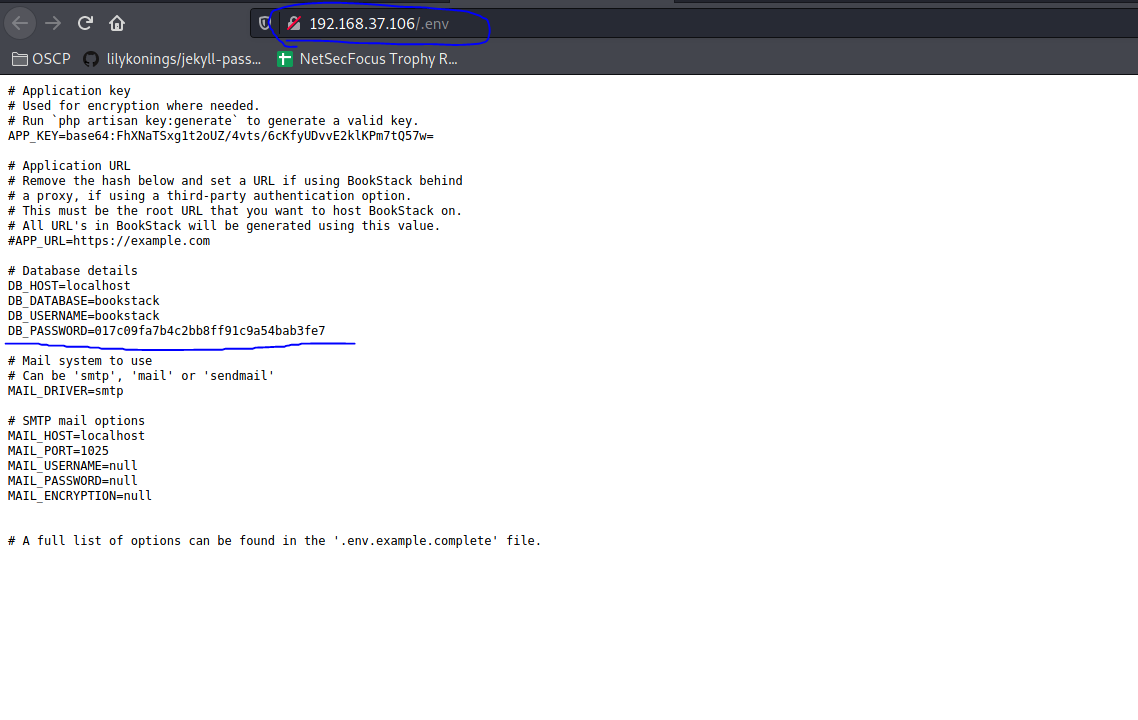 192.168.37.106/.env
OSCP lilykonings/jekyll-pass... NetSecFocus Trophy R...
# Application key
# Used for encryption where needed.
# Run `php artisan key:generate` to generate a valid key.
APP_KEY=base64:FhXNaTSxg1t2oUZ/4vts/6cKfyUDvvE2klKPm7tQ57w=
# Application URL
# Remove the hash below and set a URL if using BookStack behind
# a proxy, if using a third-party authentication option.
# This must be the root URL that you want to host BookStack on.
# All URL's in BookStack will be generated using this value.
#APP_URL=https://example.com
# Database details
DB_HOST=localhost
DB_DATABASE=bookstack
DB_USERNAME=bookstack
DB_PASSWORD=017c09fa7b4c2bb8ff91c9a54bab3fe7
# Mail system to use
# Can be 'smtp', 'mail' or 'sendmail'
MAIL_DRIVER=smtp
# SMTP mail options
MAIL_HOST=localhost
MAIL_PORT=1025
MAIL_USERNAME=null
MAIL_PASSWORD=null
MAIL_ENCRYPTION=null
# A full list of options can be found in the '.env.example.complete' file.